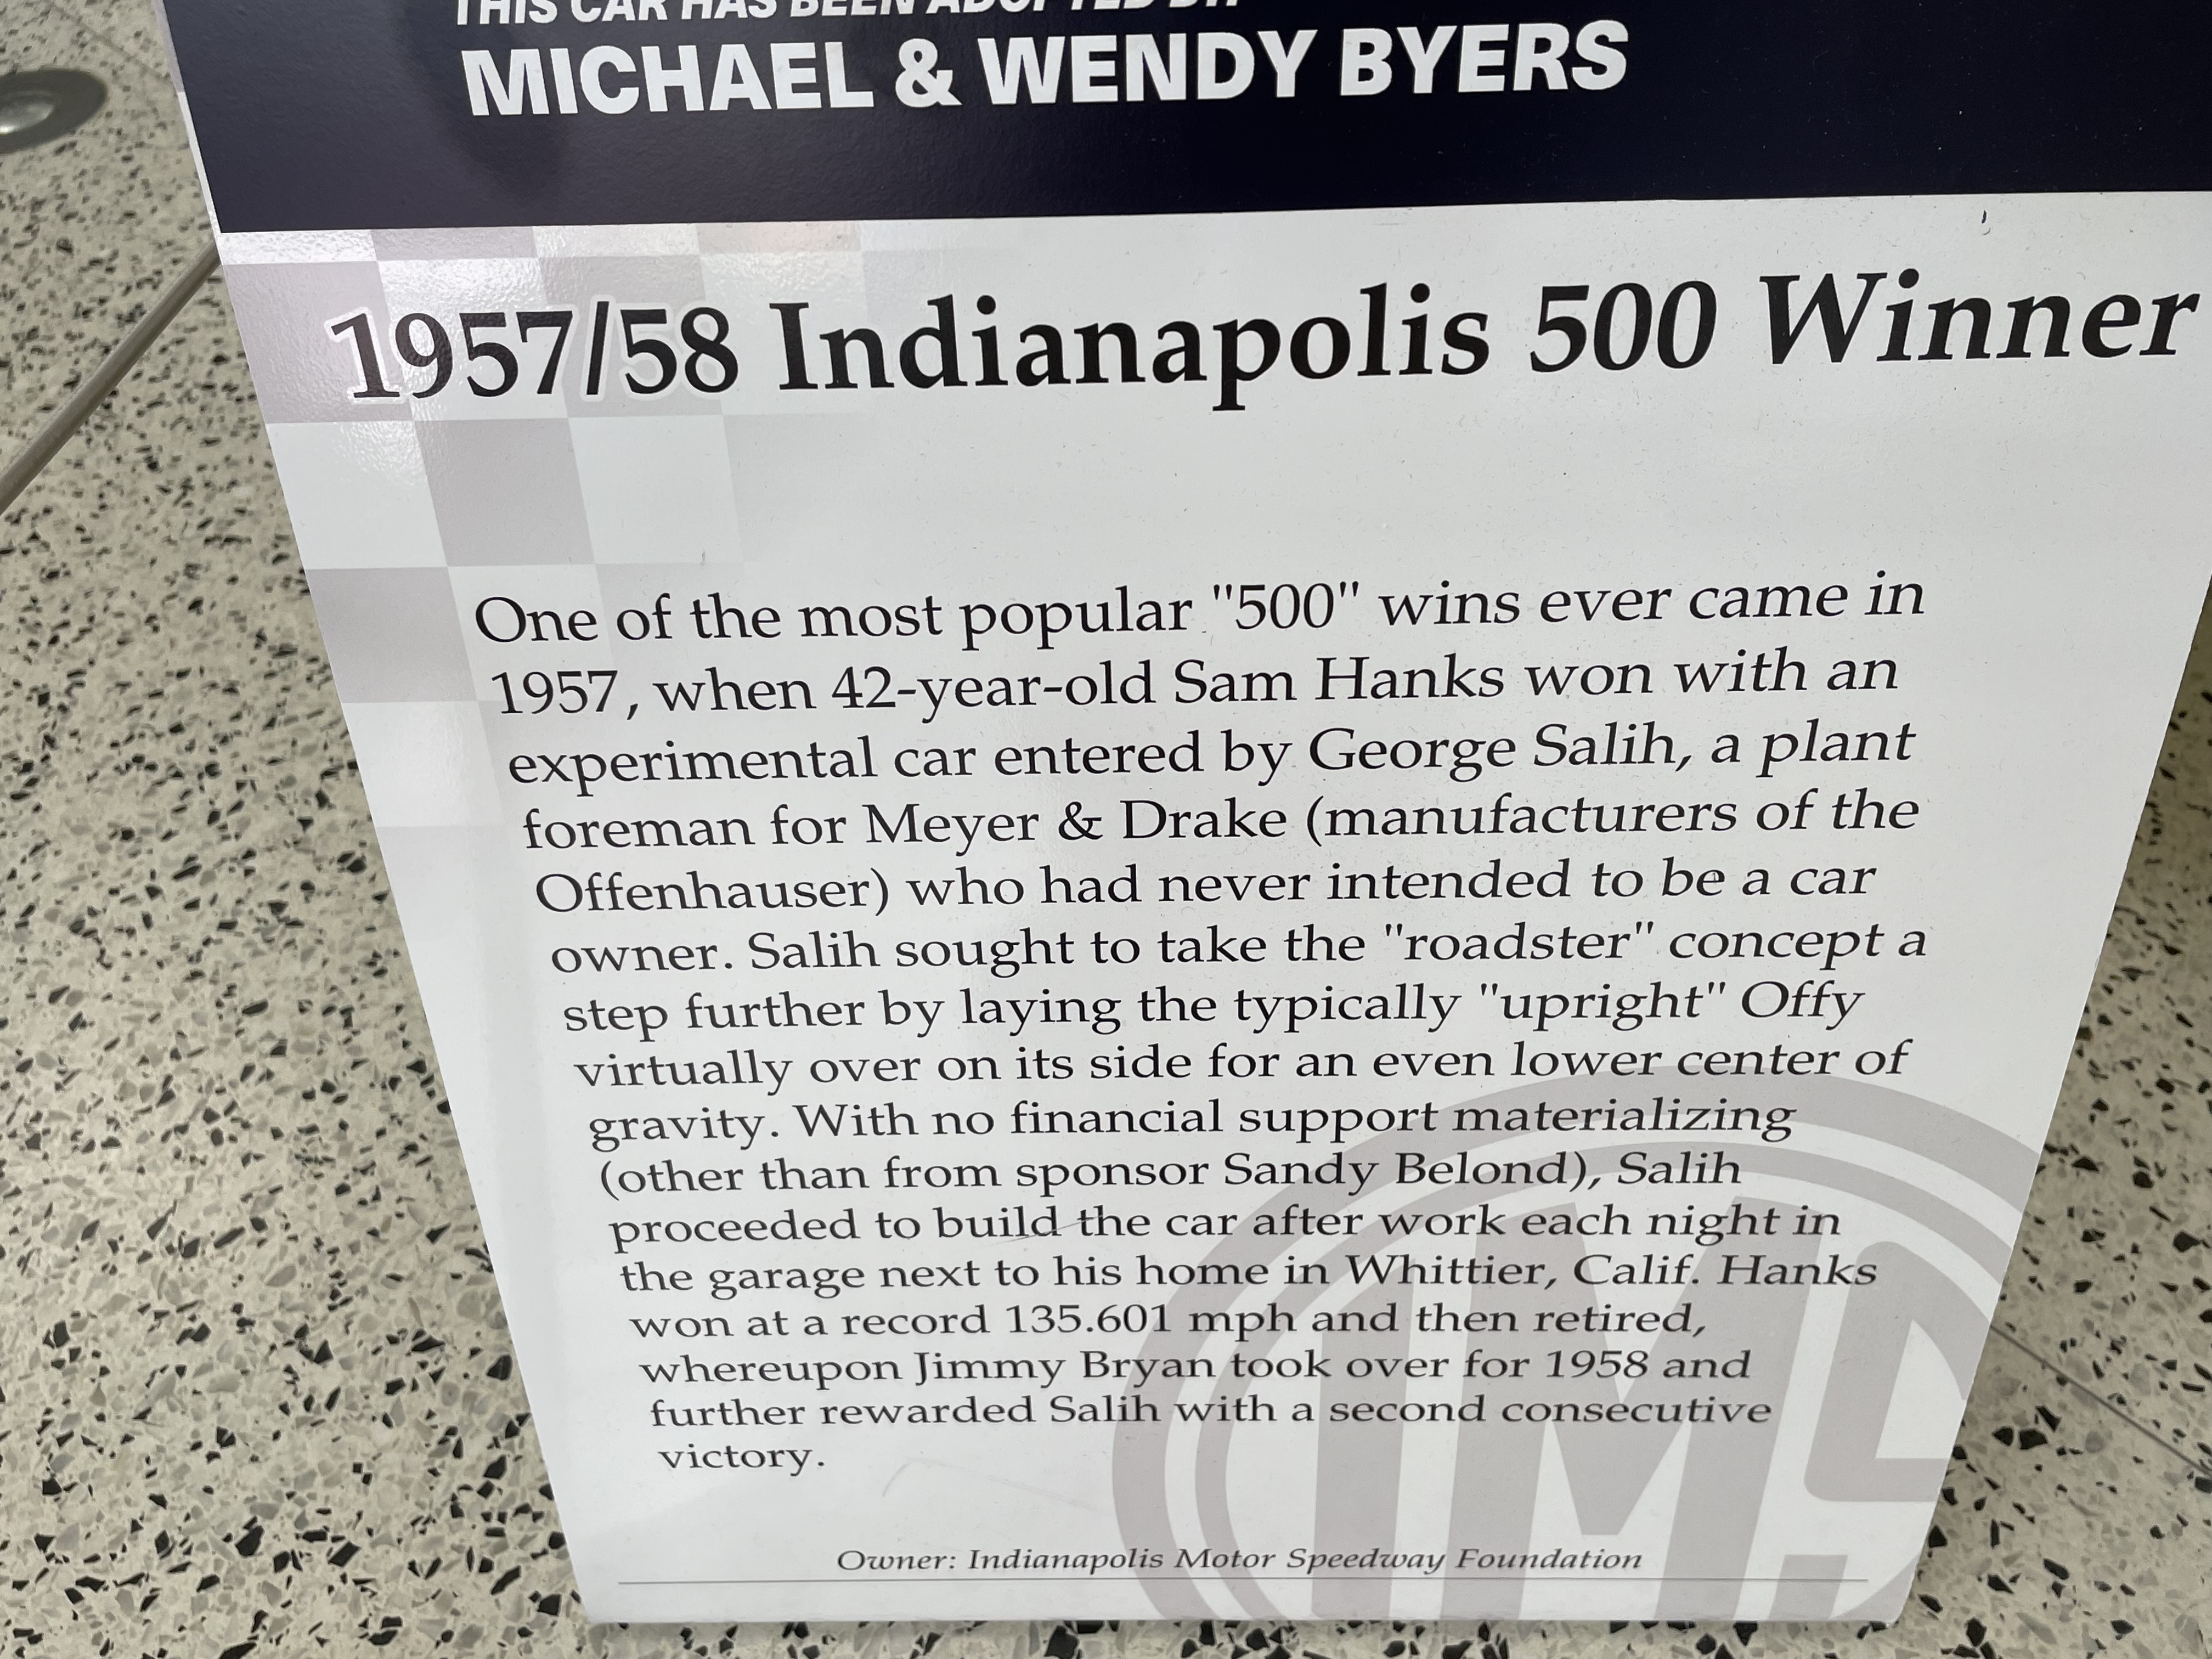 THIS CAR HAS BEEN ADOPTED BY:
MICHAEL & WENDY BYERS
1957/58 Indianapolis 500 Winner
One of the most popular "500" wins ever came in
1957, when 42-year-old Sam Hanks won with an
experimental car entered by George Salih, a plant
foreman for Meyer & Drake (manufacturers of the
Offenhauser) who had never intended to be a car
owner. Salih sought to take the "roadster" concept a
step further by laying the typically "upright" Offy
virtually over on its side for an even lower center of
gravity. With no financial support materializing
(other than from sponsor Sandy Belond), Salih
proceeded to build the car after work each night in
the garage next to his home in Whittier, Calif. Hanks
won at a record 135.601 mph and then retired,
whereupon Jimmy Bryan took over for 1958 and
further rewarded Salih with a second consecutive
victory.
IMS
Owner: Indianapolis Motor Speedway Foundation